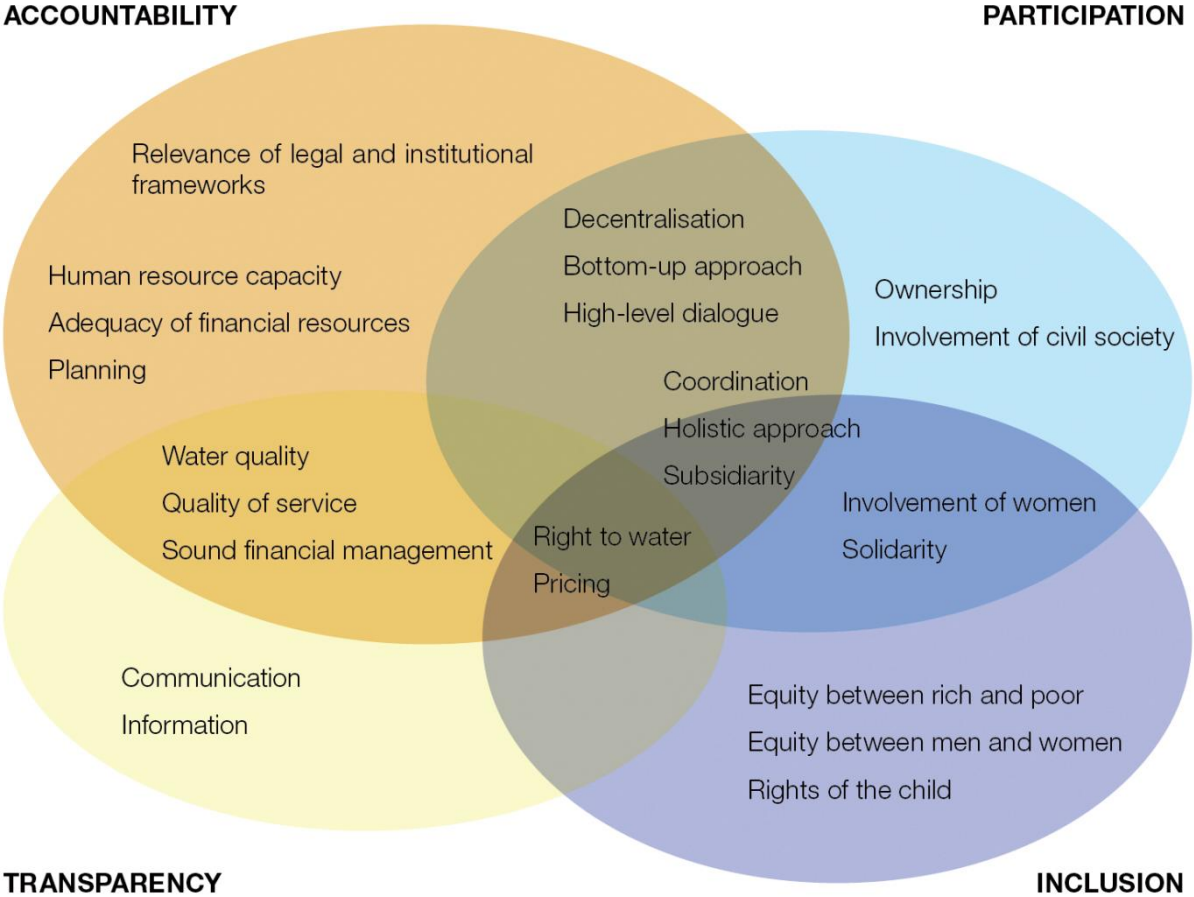 ACCOUNTABILITY
PARTICIPATION
Relevance of legal and institutional
frameworks
Human resource capacity
Adequacy of financial resources
Planning
Decentralisation
Bottom-up approach
High-level dialogue
Ownership
Involvement of civil society
Coordination
Holistic approach
Subsidiarity
Water quality
Quality of service
Sound financial management
Right to water
Pricing
Involvement of women
Solidarity
Communication
Information
Equity between rich and poor
Equity between men and women
Rights of the child
TRANSPARENCY
INCLUSION